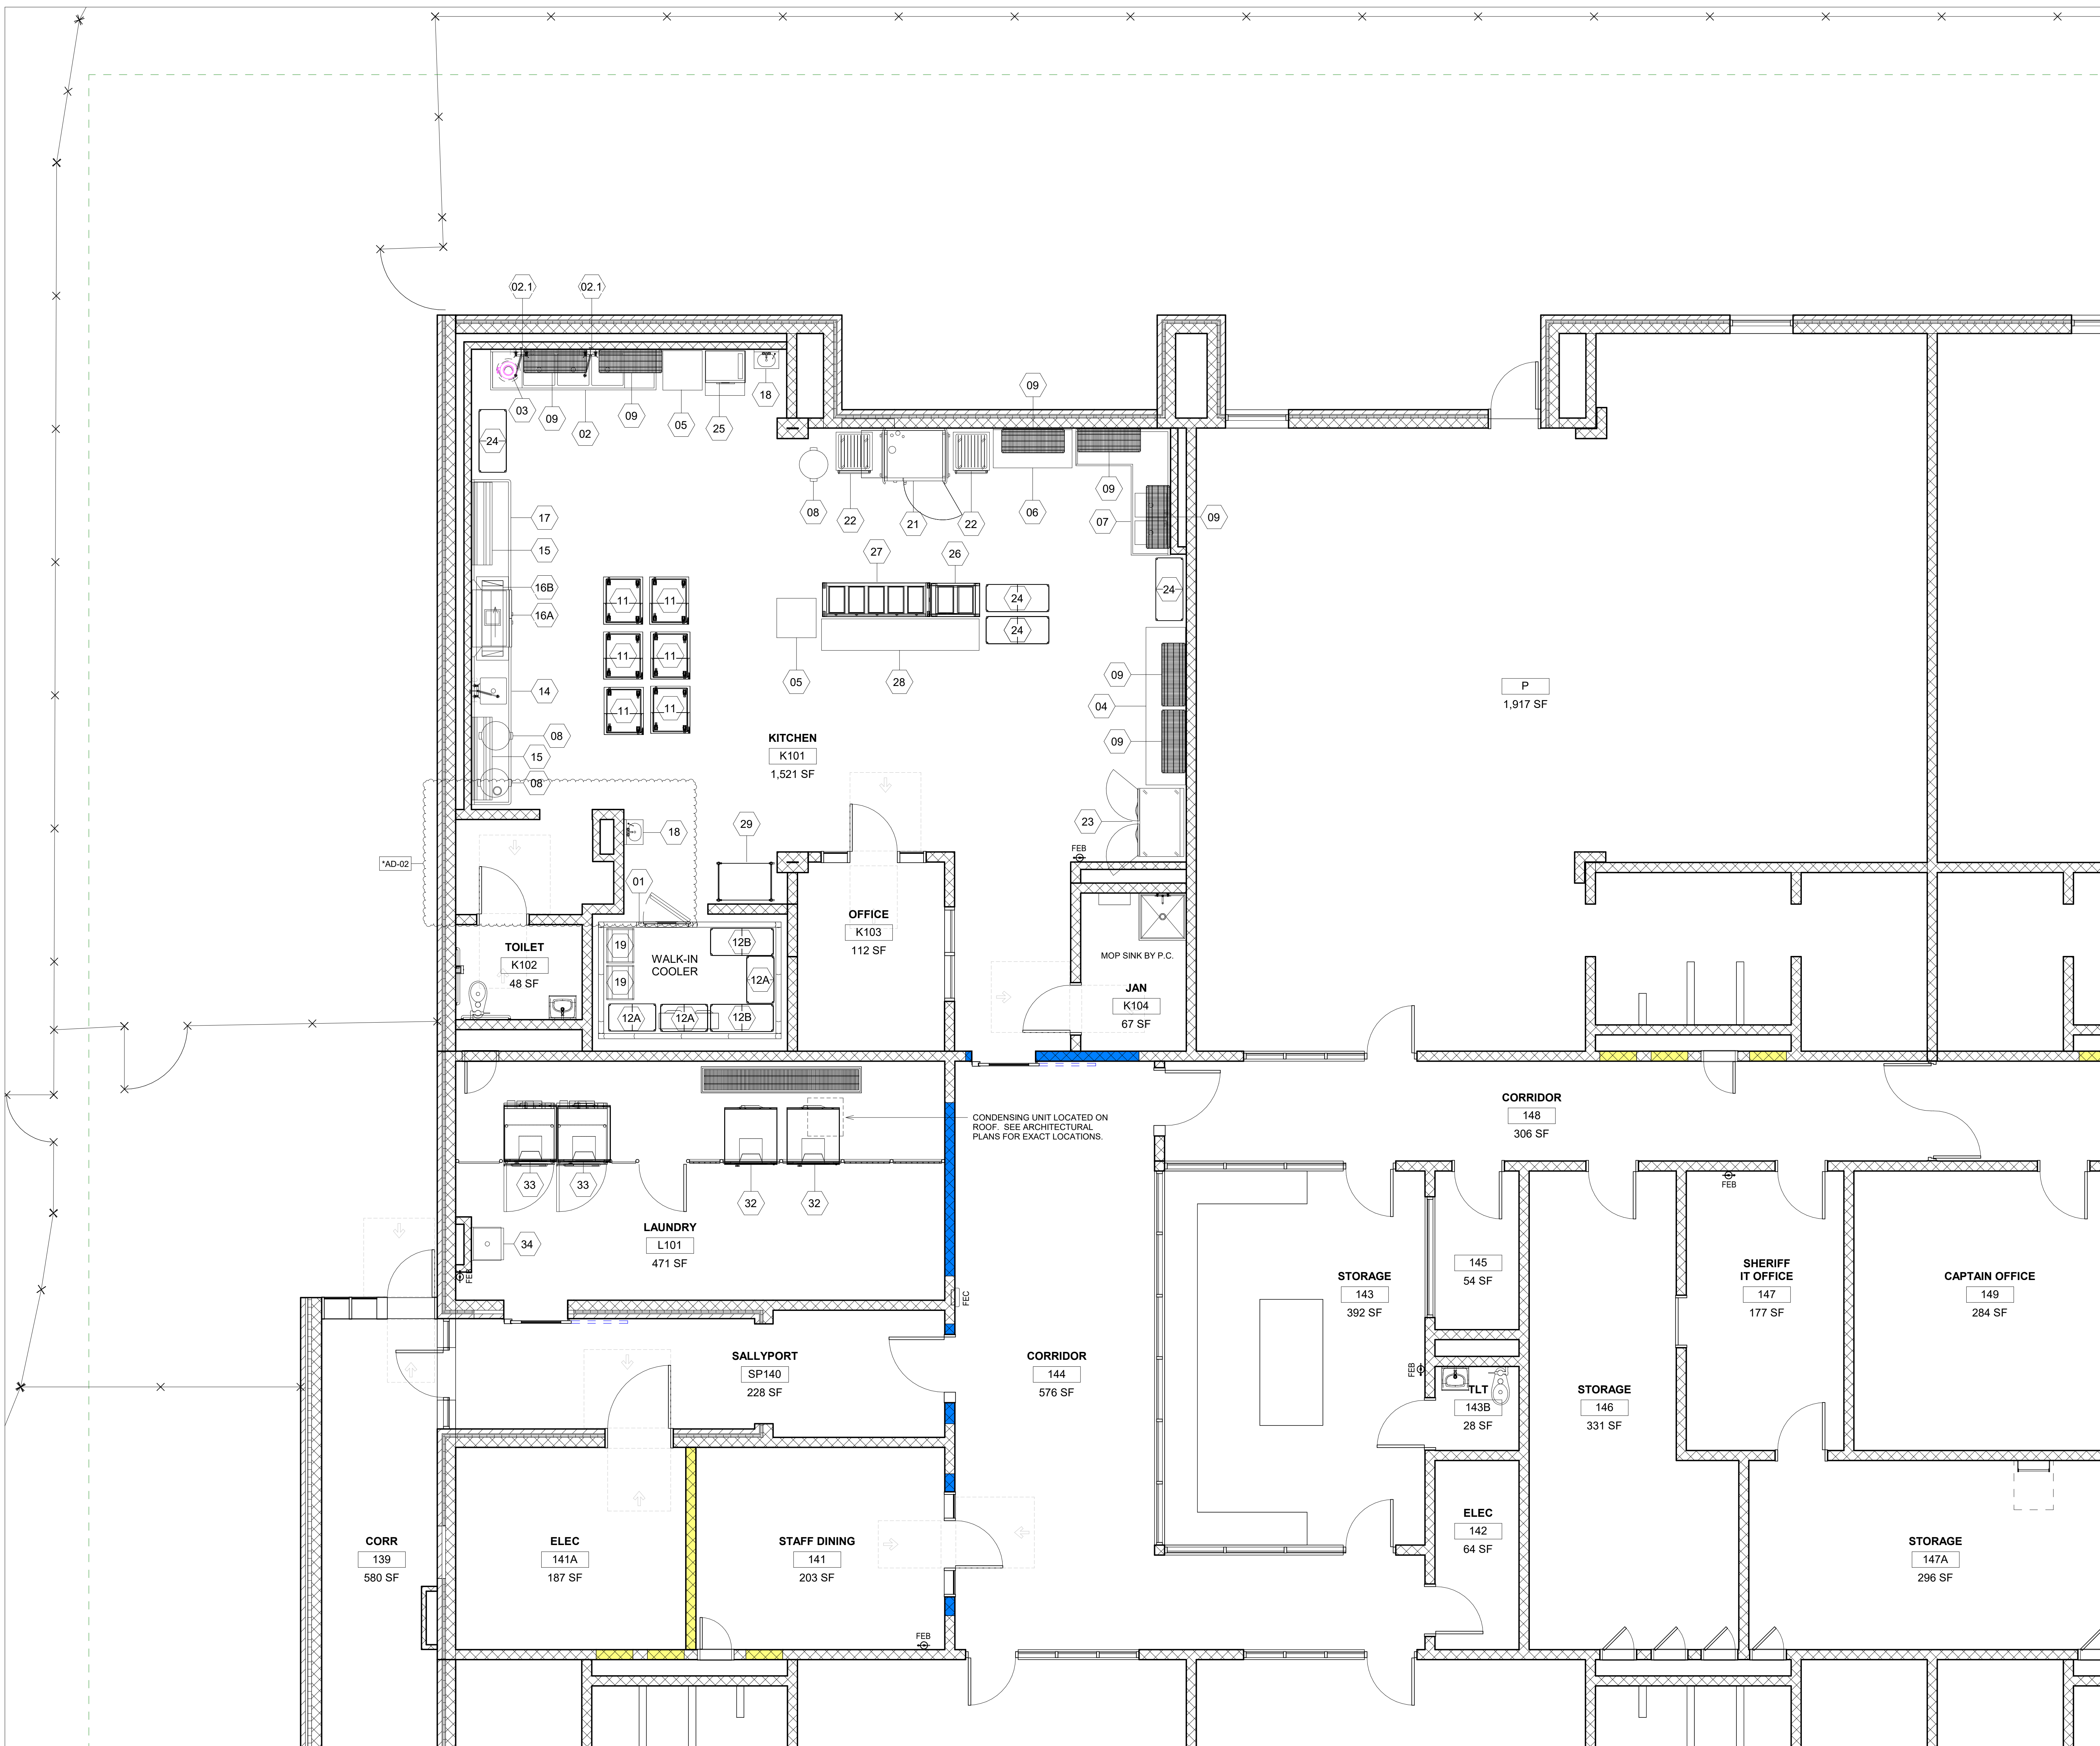 02.1
02.1
03
09
02
09
05
25
18
09
24
08
22
21
22
06
09
07
09
17
15
16B
16A
14
08
15
08
11
11
11
11
11
11
27
26
24
24
24
05
28
09
04
09
23
P
1,917 SF
KITCHEN
K101
1,521 SF
*AD-02
18
29
01
FEB
OFFICE
K103
112 SF
TOILET
K102
48 SF
19
19
WALK-IN
COOLER
12B
12A
12A
12A
12B
MOP SINK BY P.C.
JAN
K104
67 SF
CONDENSING UNIT LOCATED ON
ROOF. SEE ARCHITECTURAL
PLANS FOR EXACT LOCATIONS.
CORRIDOR
148
306 SF
33
33
32
32
34
LAUNDRY
L101
471 SF
FEB
FEC
FEB
145
54 SF
STORAGE
143
392 SF
SHERIFF
IT OFFICE
147
177 SF
CAPTAIN OFFICE
149
284 SF
SALLYPORT
SP140
228 SF
CORRIDOR
144
576 SF
FEB
TLT
143B
28 SF
STORAGE
146
331 SF
CORR
139
580 SF
ELEC
141A
187 SF
STAFF DINING
141
203 SF
FEB
ELEC
142
64 SF
STORAGE
147A
296 SF